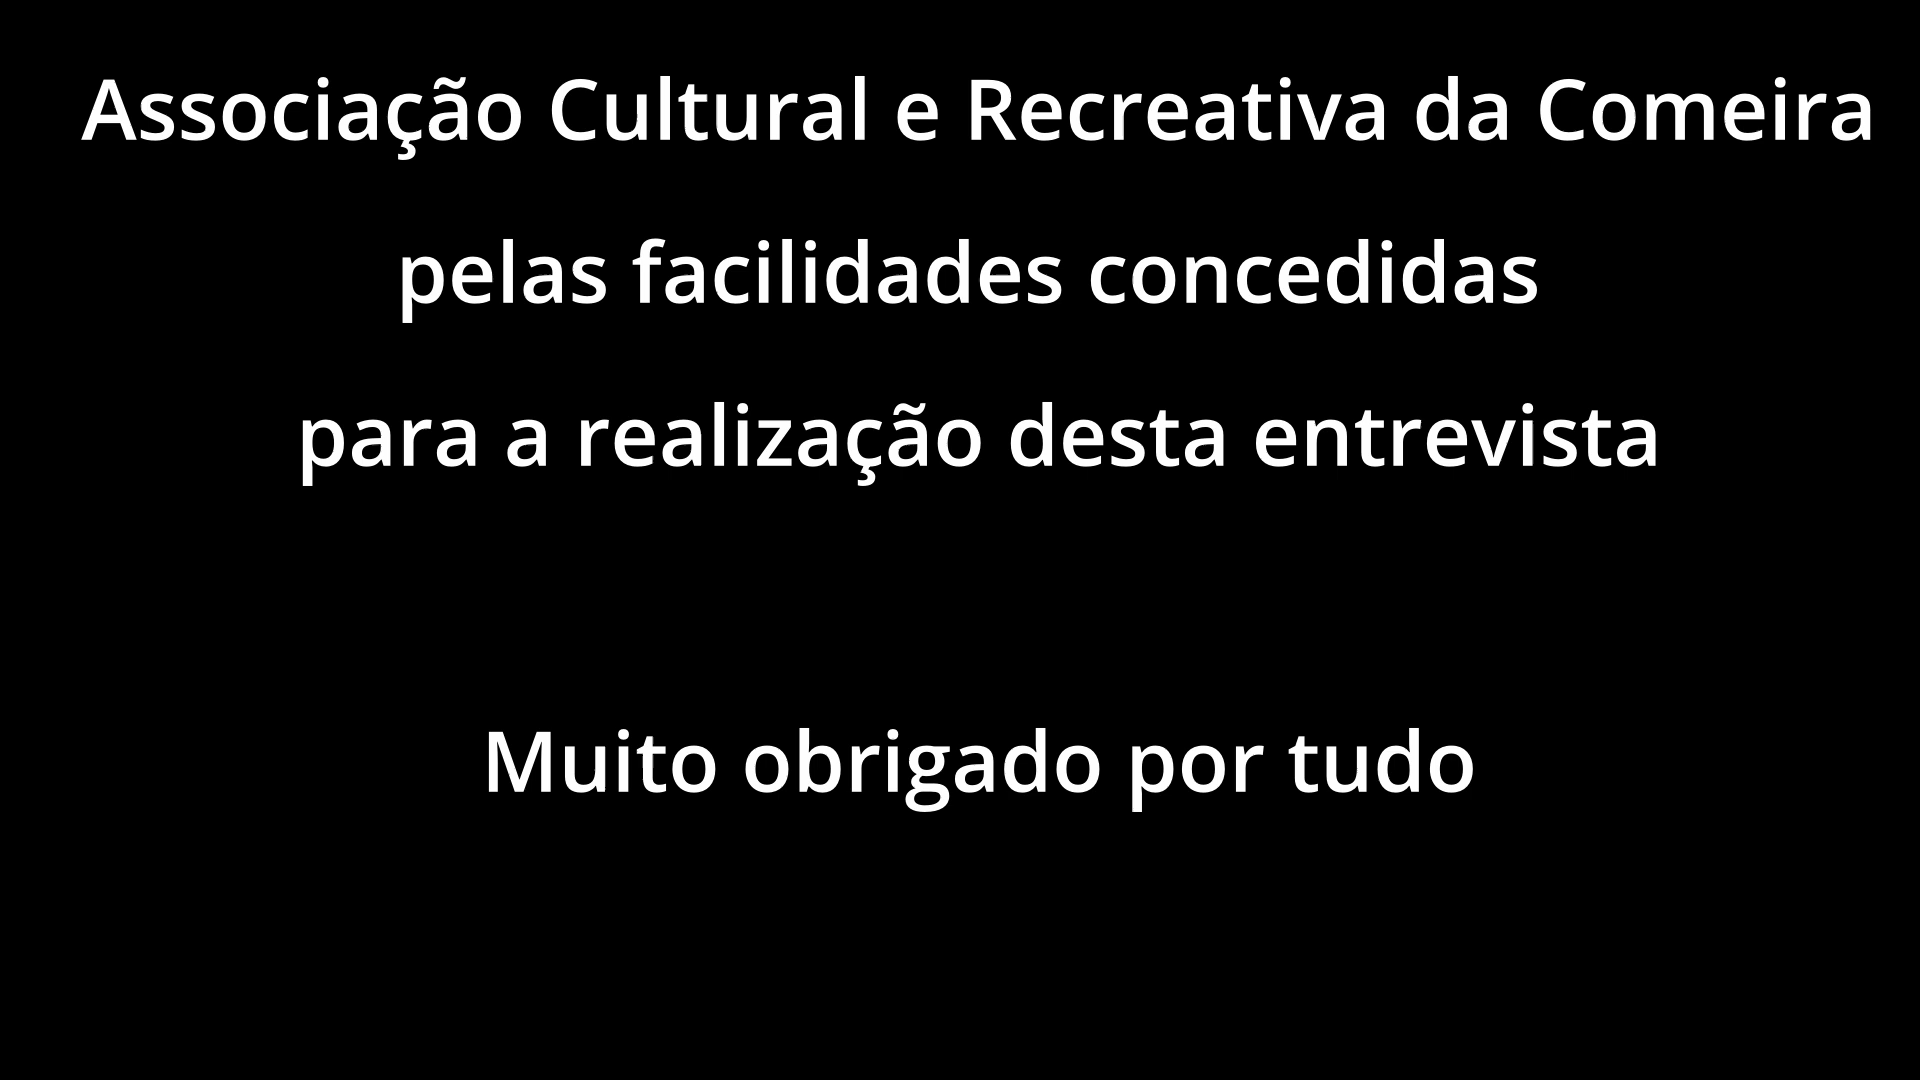 Associação Cultural e Recreativa da Comeira
pelas facilidades concedidas
para a realização desta entrevista
Muito obrigado por tudo